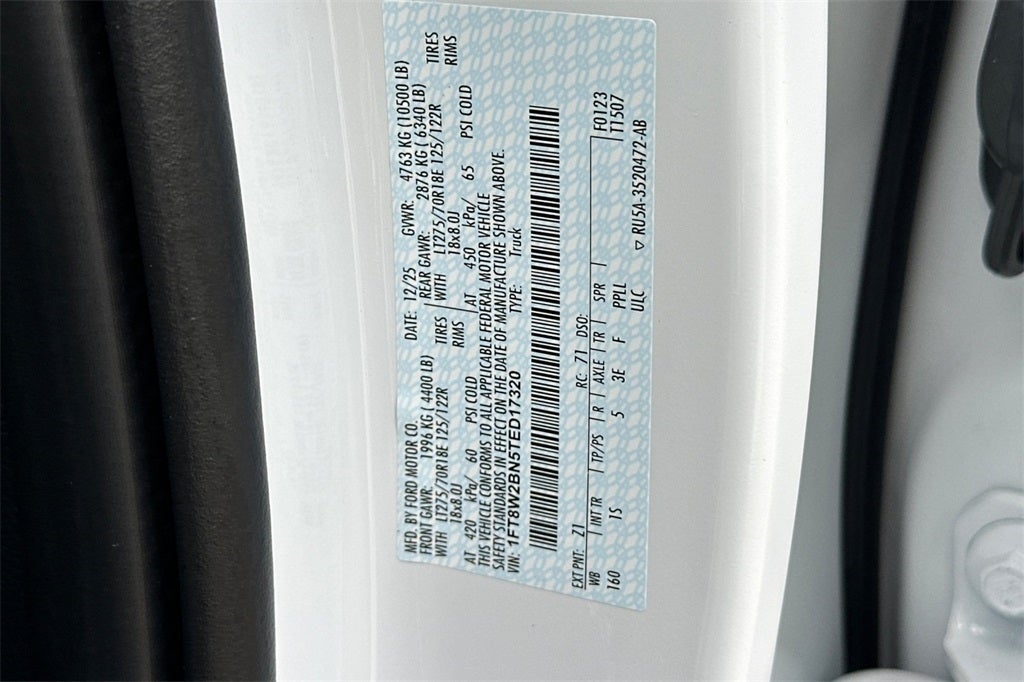 MFD. BY FORD MOTOR CO.
DATE: 12/25 GVWR: 4763 KG (10500 LB)
FRONT GAWR: 1996 KG ( 4400 LB) REAR GAWR: 2876 KG ( 6340 LB)
WITH LT275/70R18E 125/122R TIRES WITH LT275/70R18E 125/122R TIRES
18x8.0J RIMS 18x8.0J RIMS
AT 420 kPa/ 60 PSI COLD AT 450 kPa/ 65 PSI COLD
THIS VEHICLE CONFORMS TO ALL APPLICABLE FEDERAL MOTOR VEHICLE
SAFETY STANDARDS IN EFFECT ON THE DATE OF MANUFACTURE SHOWN ABOVE.
VIN: 1FT8W2BN5TED17320 TYPE: Truck
EXT PNT: Z1 RC: 71 DSO: F0123
WB INT TR TP/PS R AXLE TR SPR T1507
160 1S 5 3E F PPLL
ULC ▽ RU5A-3520472-AB